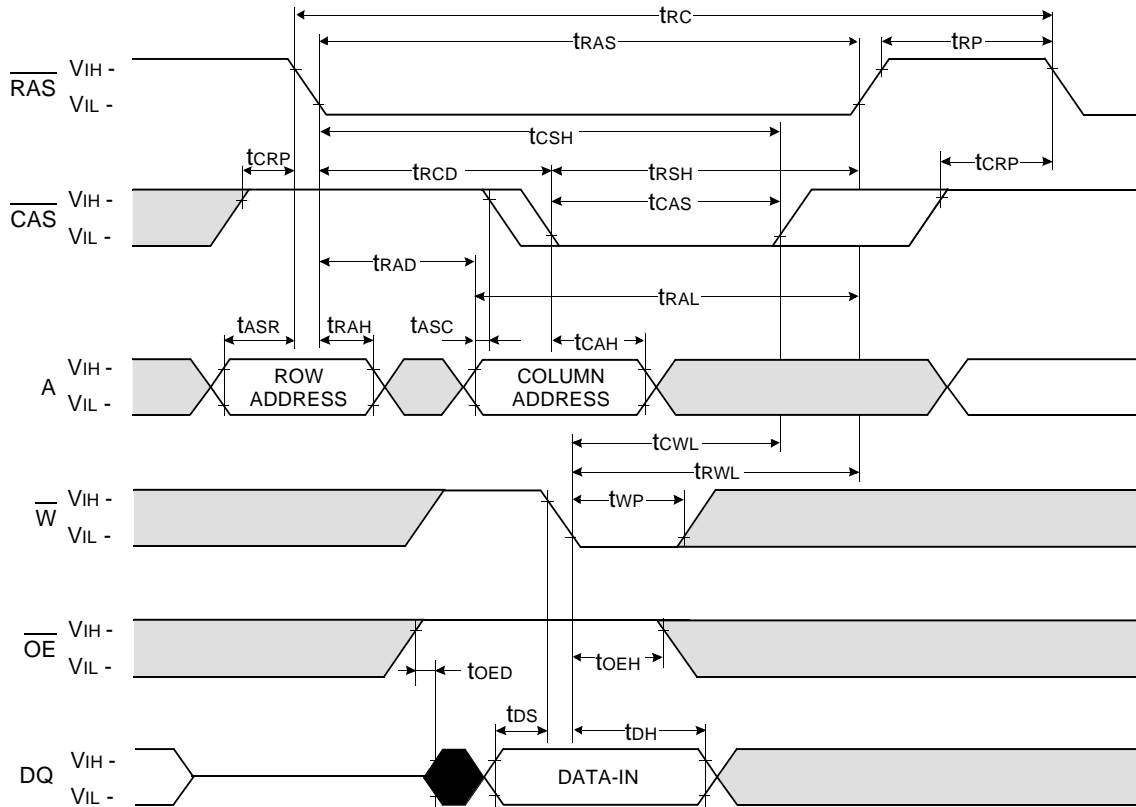 tRC
tRAS
tRP
RAS
VIH -
VIL -
tCSH
tCRP
tRCD
tRSH
tCRP
CAS
VIH -
VIL -
tCAS
tRAD
tRAL
tASR
tRAH
tASC
tCAH
A
VIH -
VIL -
ROW
ADDRESS
COLUMN
ADDRESS
tCWL
tRWL
W
VIH -
VIL -
tWP
OE
VIH -
VIL -
tOED
tOEH
tDS
tDH
DQ
VIH -
VIL -
DATA-IN